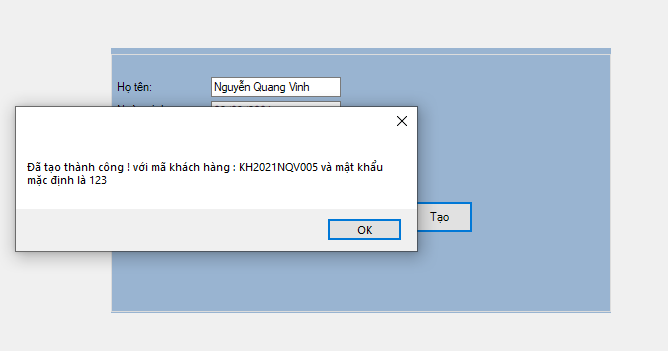 Họ tên:
Nguyễn Quang Vinh
Đã tạo thành công ! với mã khách hàng : KH2021NQV005 và mật khẩu
mặc định là 123
Tạo
OK